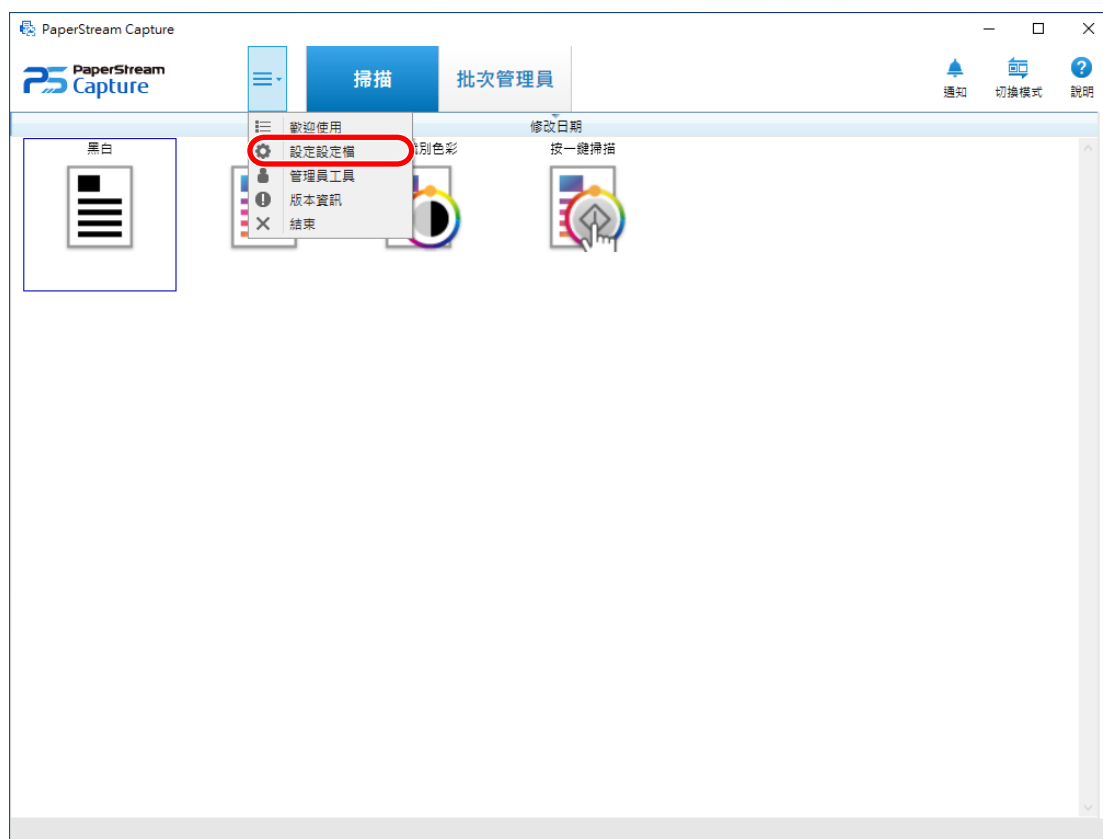 PaperStream Capture
PaperStream
Capture
掃描
批次管理員
通知
切換模式
說明
修改日期
歡迎使用
設定設定檔
管理員工具
版本資訊
結束
黑白
別色彩
按一鍵掃描